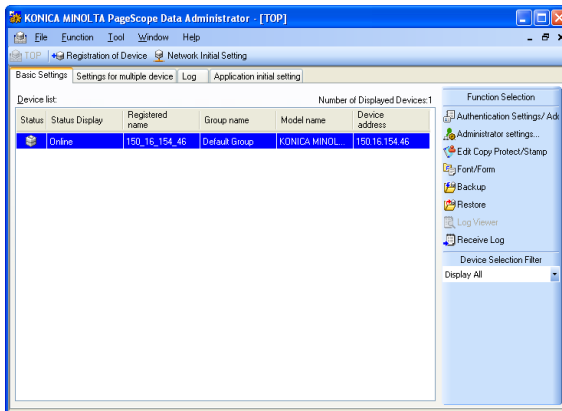 KONICA MINOLTA PageScope Data Administrator - [TOP]
File Function Tool Window Help
TOP Registration of Device Network Initial Setting
Basic Settings Settings for multiple device Log Application initial setting
Device list: Number of Displayed Devices:1
Status Status Display Registered name Group name Model name Device address
Online 150_16_154_46 Default Group KONICA MINOL... 150.16.154.46
Function Selection
Authentication Settings/
Administrator settings...
Edit Copy Protect/Stamp
Font/Form
Backup
Restore
Log Viewer
Receive Log
Device Selection Filter
Display All